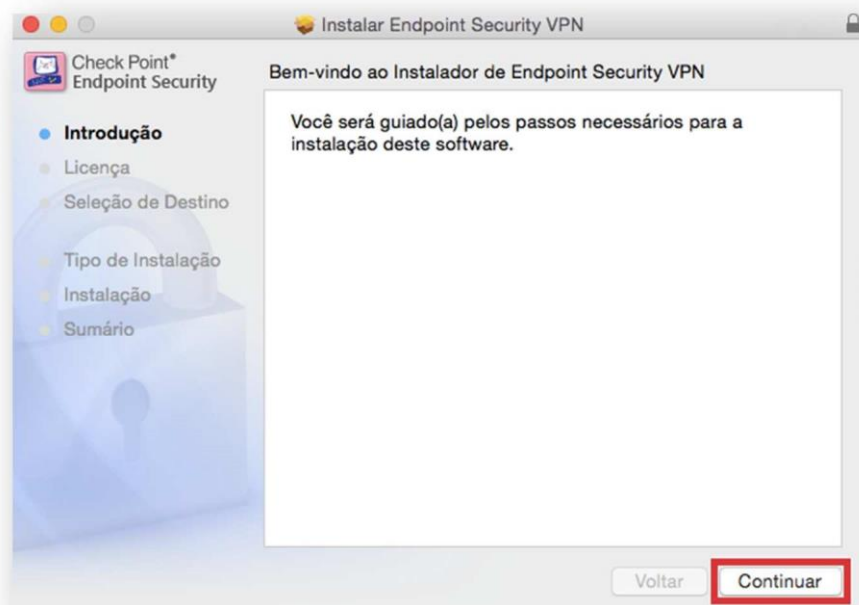 Instalar Endpoint Security VPN
Check Point®
Endpoint Security
Introdução
Licença
Seleção de Destino
Tipo de Instalação
Instalação
Sumário
Bem-vindo ao Instalador de Endpoint Security VPN
Você será guiado(a) pelos passos necessários para a
instalação deste software.
Voltar
Continuar